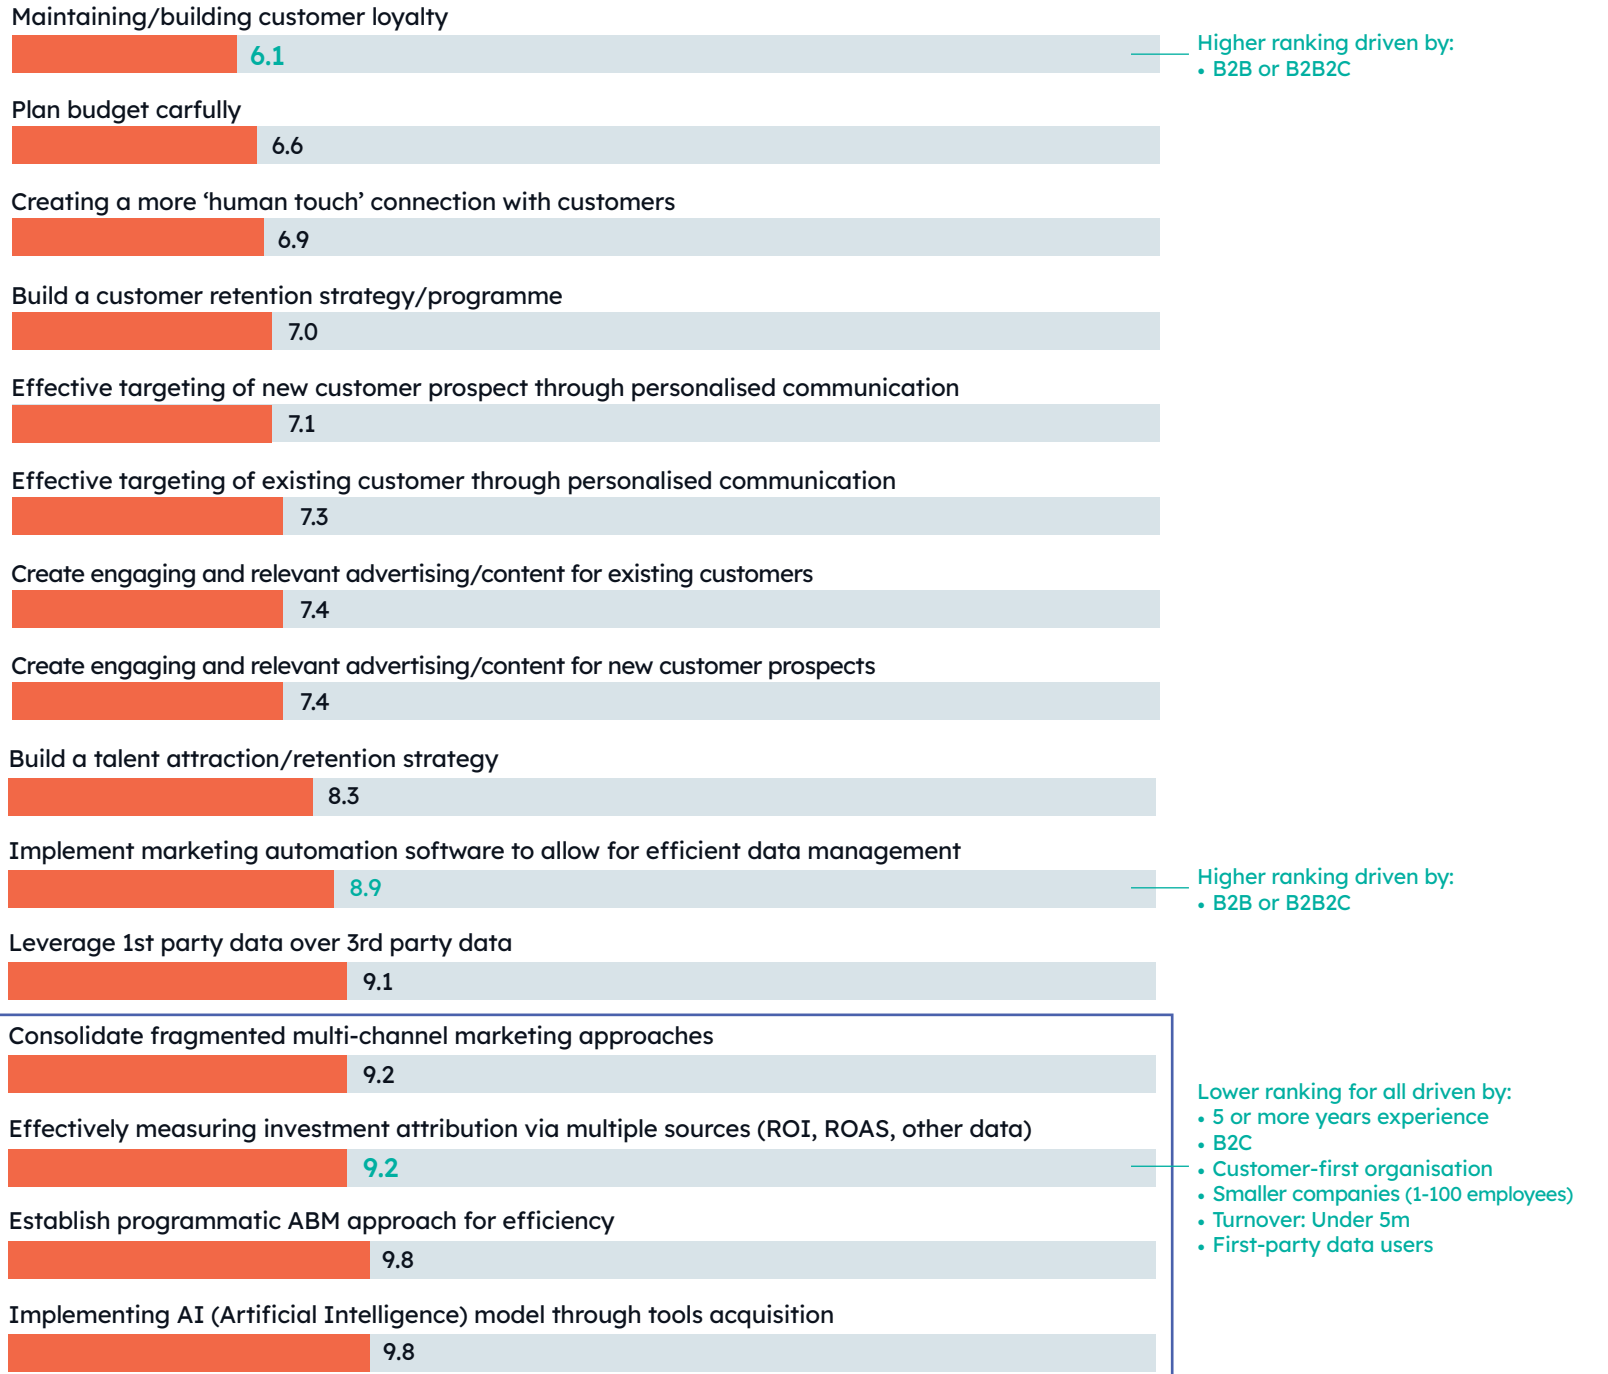 Maintaining/building customer loyalty
6.1
Higher ranking driven by:
• B2B or B2B2C
Plan budget carfully
6.6
Creating a more ‘human touch’ connection with customers
6.9
Build a customer retention strategy/programme
7.0
Effective targeting of new customer prospect through personalised communication
7.1
Effective targeting of existing customer through personalised communication
7.3
Create engaging and relevant advertising/content for existing customers
7.4
Create engaging and relevant advertising/content for new customer prospects
7.4
Build a talent attraction/retention strategy
8.3
Implement marketing automation software to allow for efficient data management
8.9
Higher ranking driven by:
• B2B or B2B2C
Leverage 1st party data over 3rd party data
9.1
Consolidate fragmented multi-channel marketing approaches
9.2
Effectively measuring investment attribution via multiple sources (ROI, ROAS, other data)
9.2
Establish programmatic ABM approach for efficiency
9.8
Implementing AI (Artificial Intelligence) model through tools acquisition
9.8
Lower ranking for all driven by:
• 5 or more years experience
• B2C
• Customer-first organisation
• Smaller companies (1-100 employees)
• Turnover: Under 5m
• First-party data users